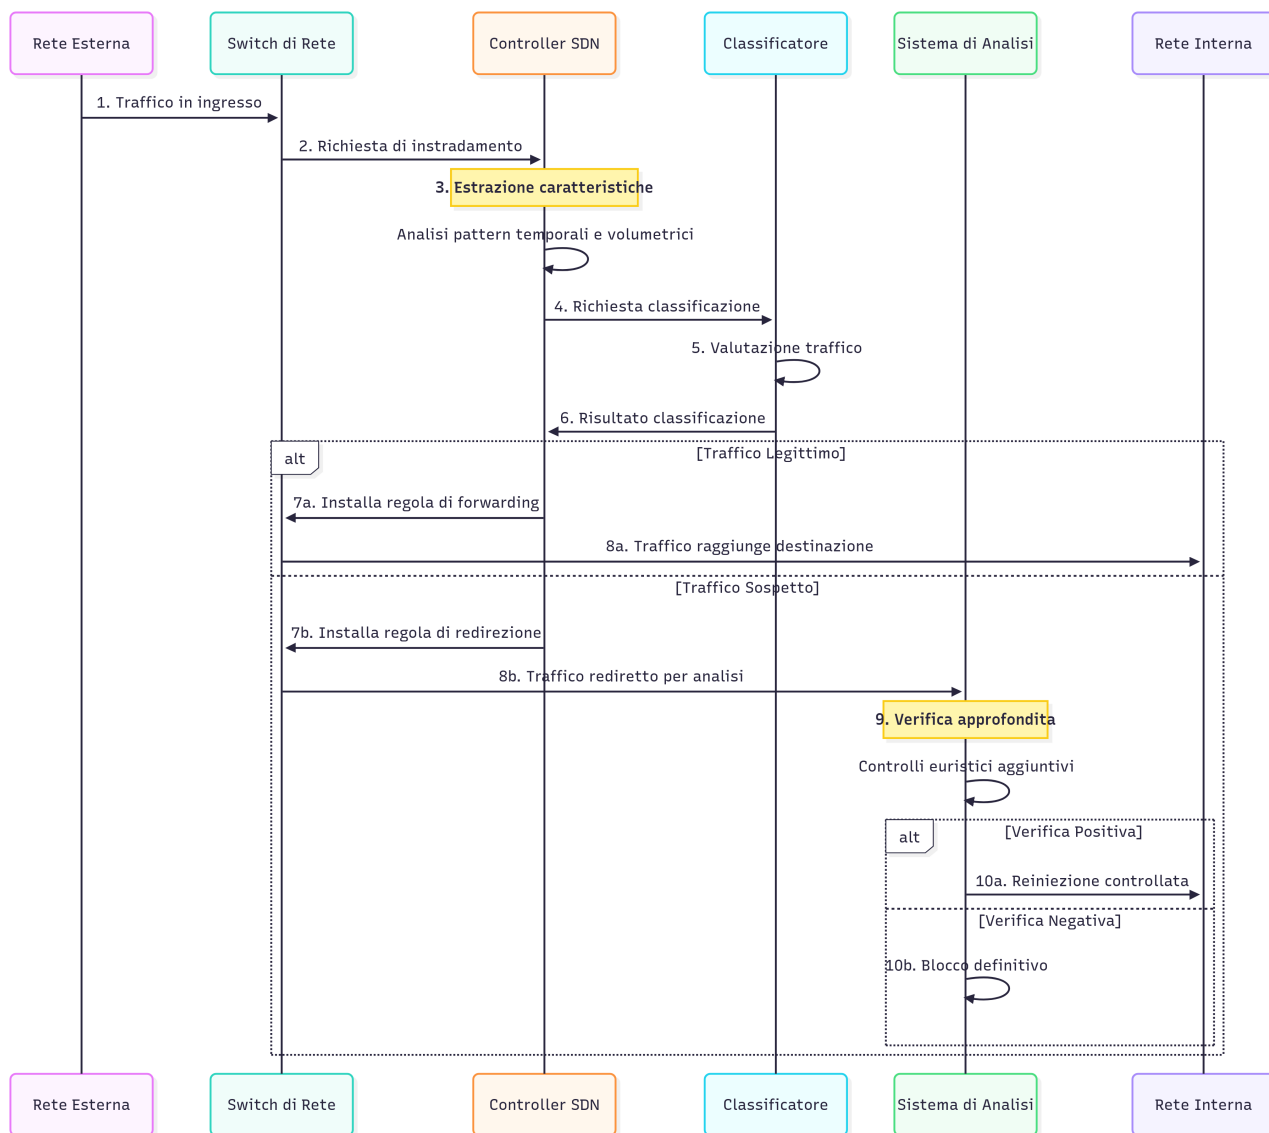 Rete Esterna
Switch di Rete
Controller SDN
Classificatore
Sistema di Analisi
Rete Interna
1. Traffico in ingresso
2. Richiesta di instradamento
3. Estrazione caratteristiche
Analisi pattern temporali e volumetrici
4. Richiesta classificazione
5. Valutazione traffico
6. Risultato classificazione
alt
[Traffico Legittimo]
7a. Installa regola di forwarding
8a. Traffico raggiunge destinazione
[Traffico Sospetto]
7b. Installa regola di redirezione
8b. Traffico rediretto per analisi
9. Verifica approfondita
Controlli euristici aggiuntivi
alt
[Verifica Positiva]
10a. Reiniezione controllata
[Verifica Negativa]
10b. Blocco definitivo
Rete Esterna
Switch di Rete
Controller SDN
Classificatore
Sistema di Analisi
Rete Interna